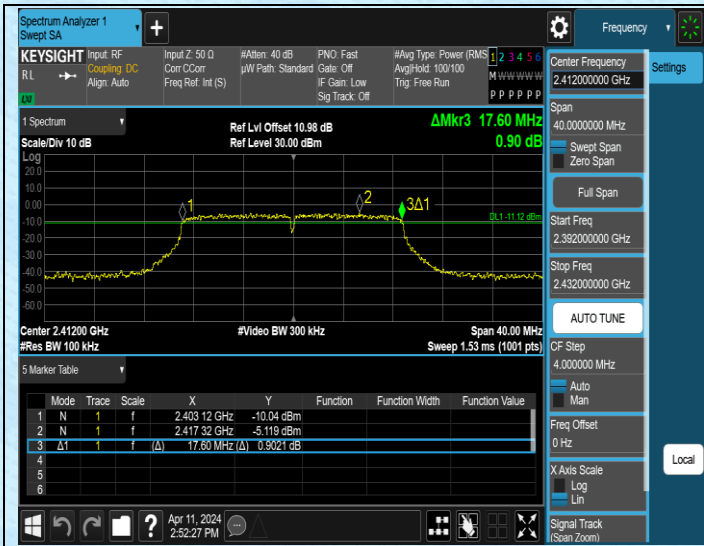 Spectrum Analyzer 1
Swept SA
+
Frequency
KEYSIGHT
RL
LXI
Input: RF
Coupling: DC
Align: Auto
Input Z: 50 Ω
Corr CCorr
Freq Ref: Int (S)
#Atten: 40 dB
µW Path: Standard
PNO: Fast
Gate: Off
IF Gain: Low
Sig Track: Off
#Avg Type: Power (RMS
Avg|Hold: 100/100
Trig: Free Run
1 2 3 4 5 6
M W W W W W
P P P P P P
1 Spectrum
Scale/Div 10 dB
Ref Lvl Offset 10.98 dB
Ref Level 30.00 dBm
ΔMkr3 17.60 MHz
0.90 dB
Log
20.0
10.0
0.00
-10.0
-20.0
-30.0
-40.0
-50.0
-60.0
1
2
3Δ1
DL1 -11.12 dBm
Center 2.41200 GHz
#Res BW 100 kHz
#Video BW 300 kHz
Span 40.00 MHz
Sweep 1.53 ms (1001 pts)
5 Marker Table
Mode Trace Scale X Y Function Function Width Function Value
1 N 1 f 2.403 12 GHz -10.04 dBm
2 N 1 f 2.417 32 GHz -5.119 dBm
3 Δ1 1 f (Δ) 17.60 MHz (Δ) 0.9021 dB
4
5
6
?
Apr 11, 2024
2:52:27 PM
Center Frequency
2.412000000 GHz
Span
40.0000000 MHz
Swept Span
Zero Span
Full Span
Start Freq
2.392000000 GHz
Stop Freq
2.432000000 GHz
AUTO TUNE
CF Step
4.000000 MHz
Auto
Man
Freq Offset
0 Hz
X Axis Scale
Log
Lin
Signal Track
(Span Zoom)
Settings
Local